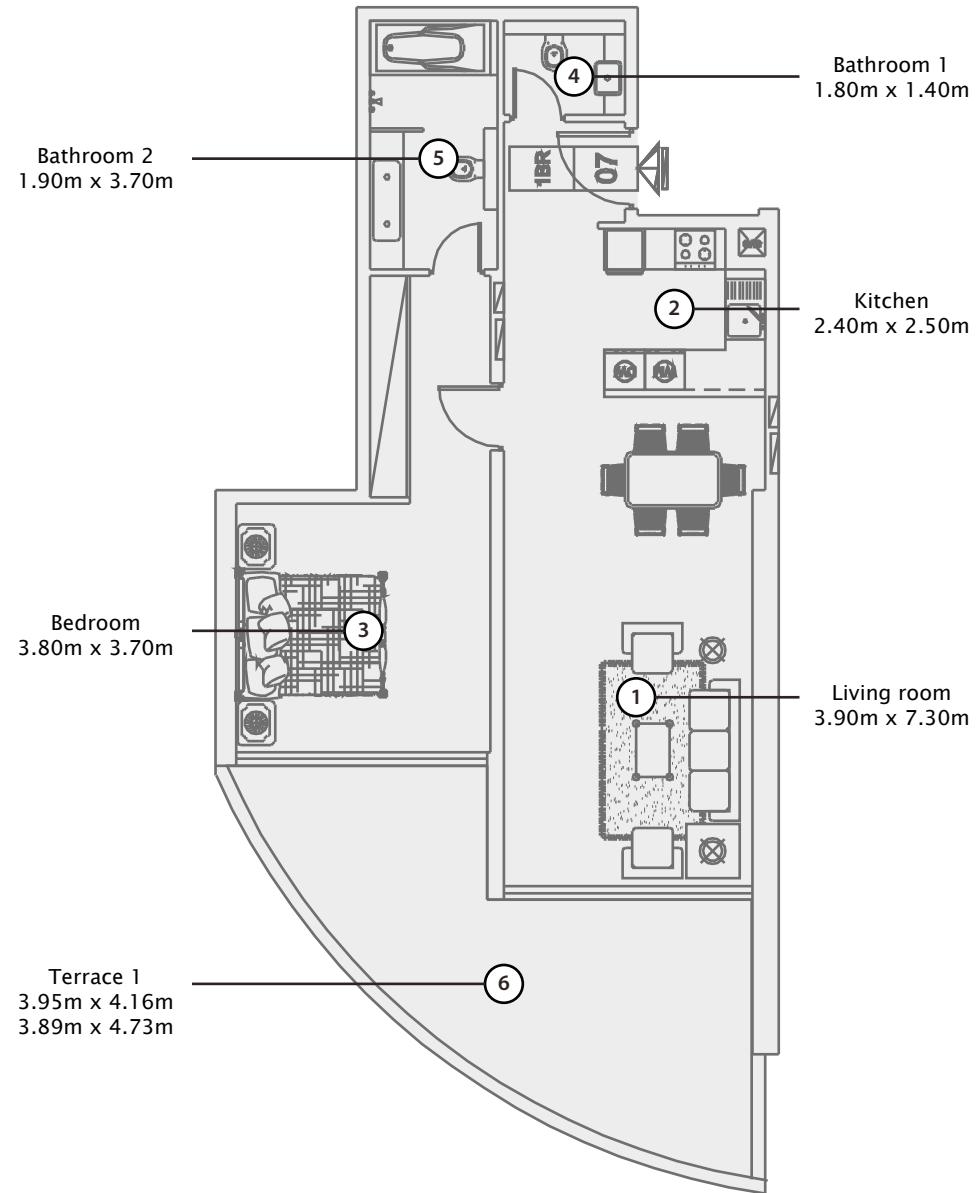 Bathroom 1
1.80m x 1.40m
4
Bathroom 2
1.90m x 3.70m
5
1BR
07
Kitchen
2.40m x 2.50m
2
Bedroom
3.80m x 3.70m
3
Living room
3.90m x 7.30m
1
Terrace 1
3.95m x 4.16m
3.89m x 4.73m
6